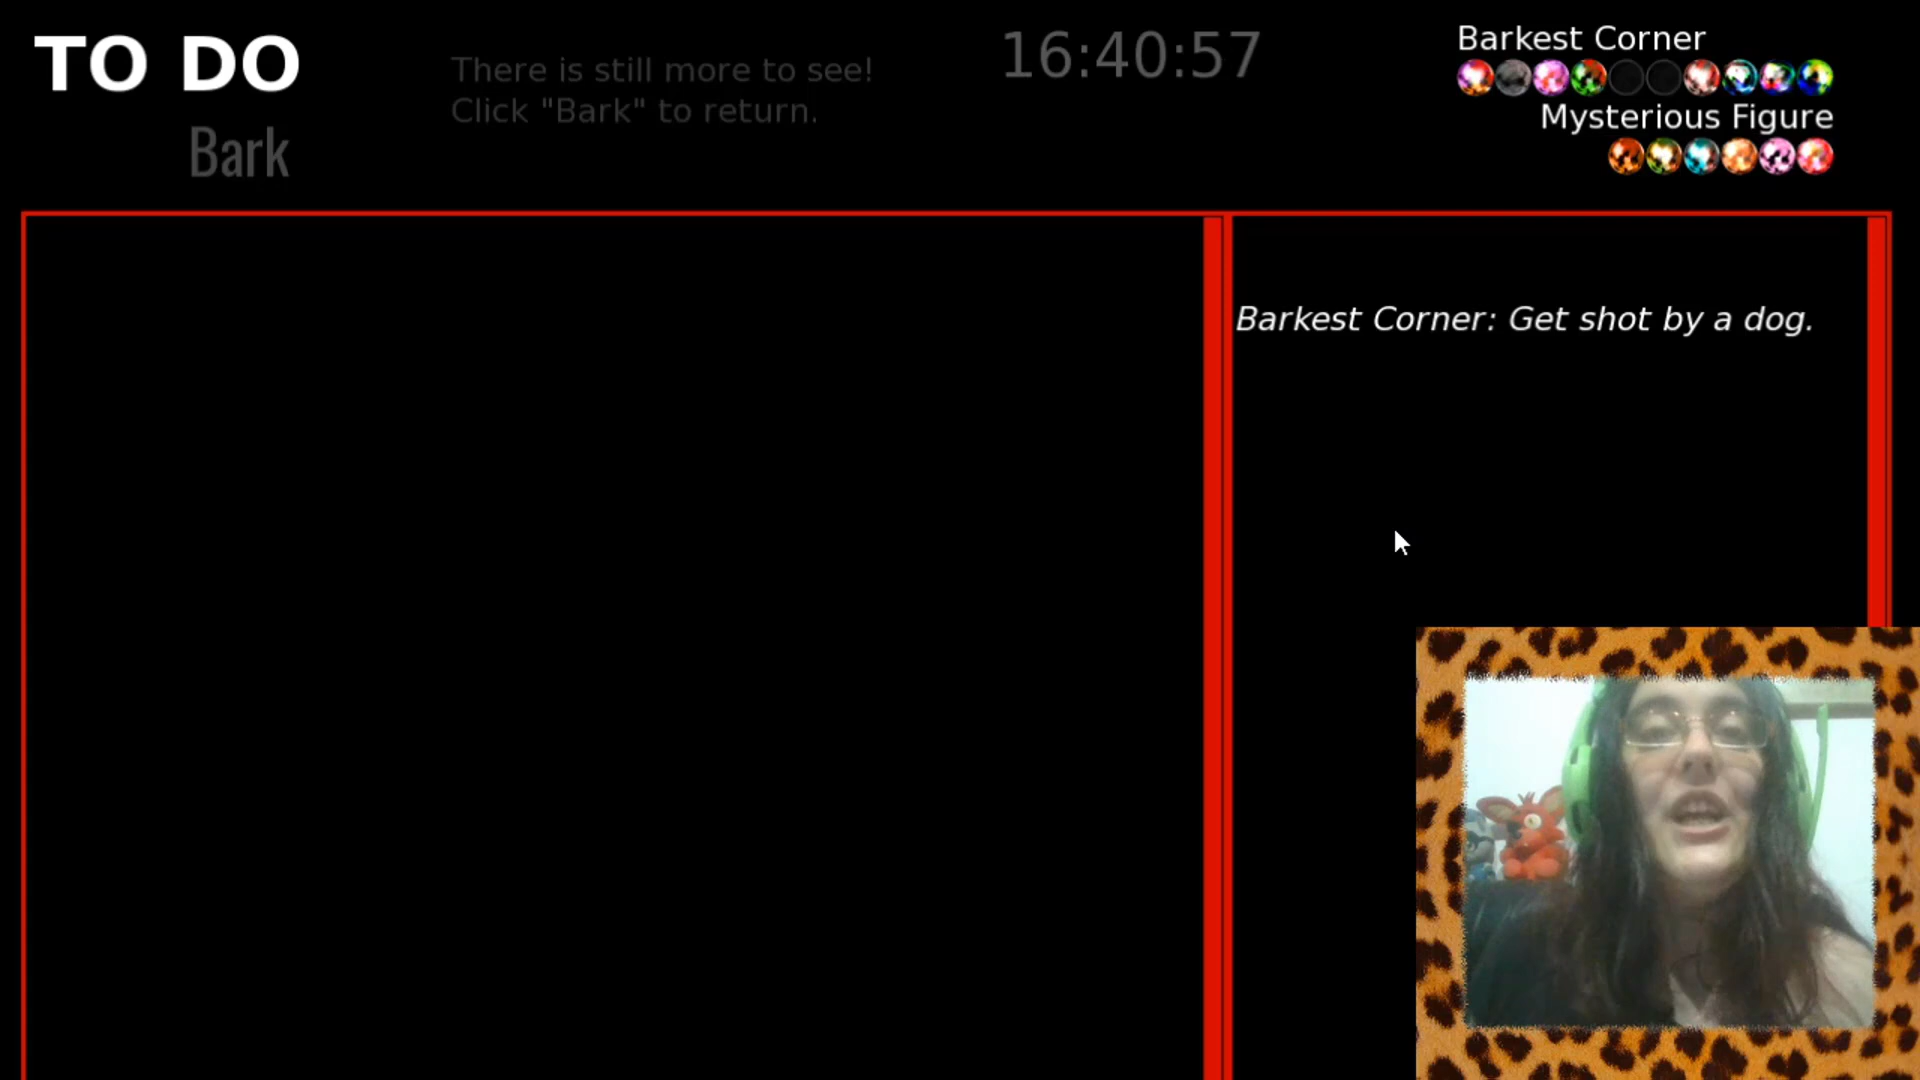 TO DO
Bark
There is still more to see!
Click "Bark" to return.
16:40:57
Barkest Corner
Mysterious Figure
Barkest Corner: Get shot by a dog.